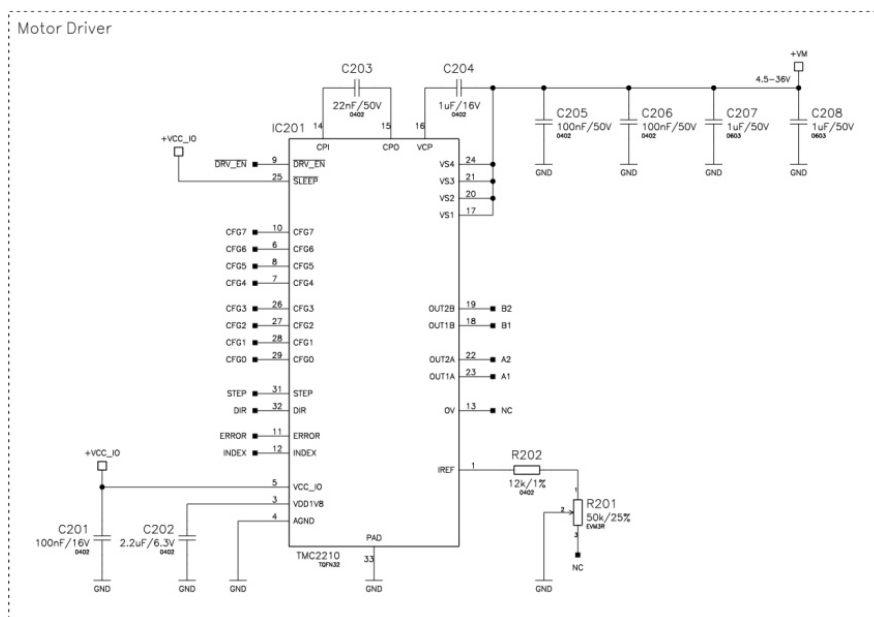 Motor Driver
+VM
4.5-36V
C203
22nF/50V
0402
C204
1uF/16V
0402
C205
100nF/50V
0402
C206
100nF/50V
0402
C207
1uF/50V
0603
C208
1uF/50V
0603
GND
GND
GND
GND
IC201
14
15
16
CPI
CPO
VCP
+VCC_IO
DRV_EN
9
DRV_EN
25
SLEEP
VS4
24
VS3
21
VS2
20
VS1
17
CFG7
10
CFG7
CFG6
6
CFG6
CFG5
8
CFG5
CFG4
7
CFG4
CFG3
26
CFG3
CFG2
27
CFG2
CFG1
28
CFG1
CFG0
29
CFG0
OUT2B
19
B2
OUT1B
18
B1
OUT2A
22
A2
OUT1A
23
A1
STEP
31
STEP
DIR
32
DIR
OV
13
NC
ERROR
11
ERROR
INDEX
12
INDEX
+VCC_IO
5
VCC_IO
3
VDD1V8
4
AGND
IREF
1
R202
12k/1%
0402
1
R201
50k/25%
EVM3R
2
3
NC
GND
C201
100nF/16V
0402
C202
2.2uF/6.3V
0402
GND
GND
GND
PAD
33
TMC2210
TQFN32
GND